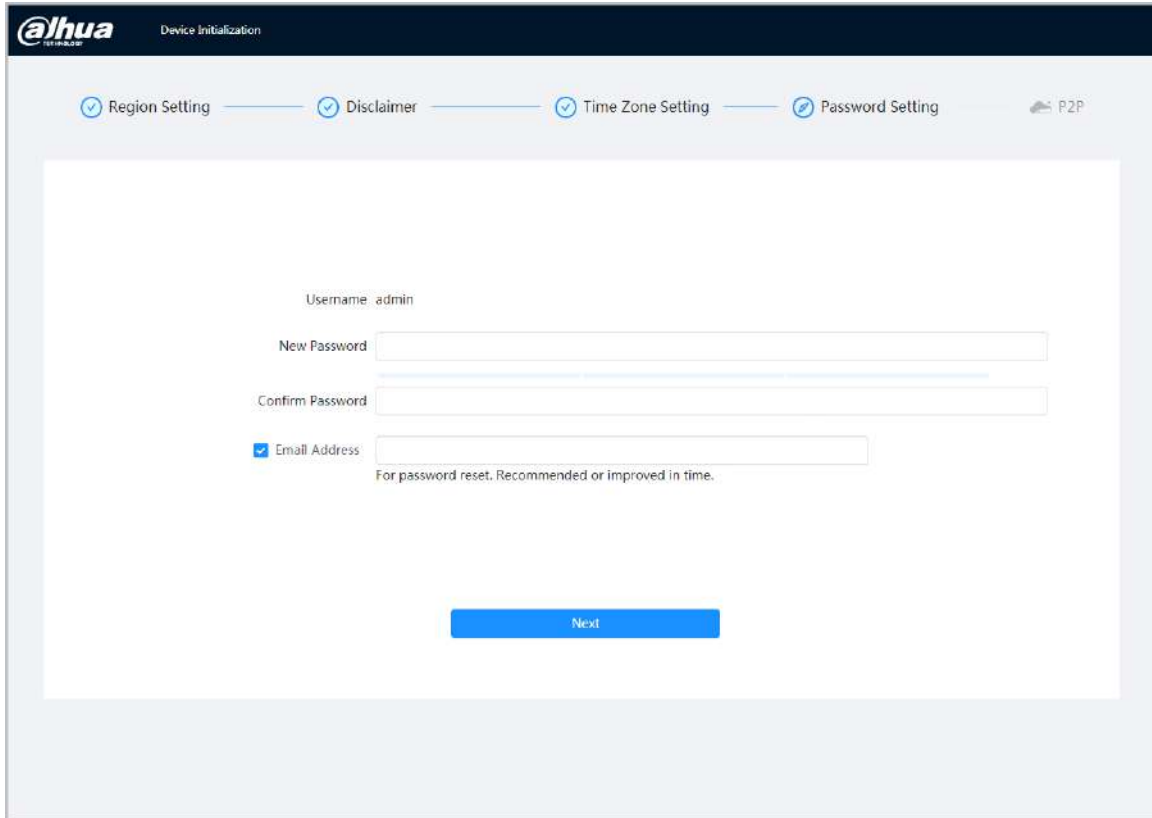 alhua
TECHNOLOGY
Device Initialization
Region Setting
Disclaimer
Time Zone Setting
Password Setting
P2P
Username admin
New Password
Confirm Password
Email Address
For password reset. Recommended or improved in time.
Next